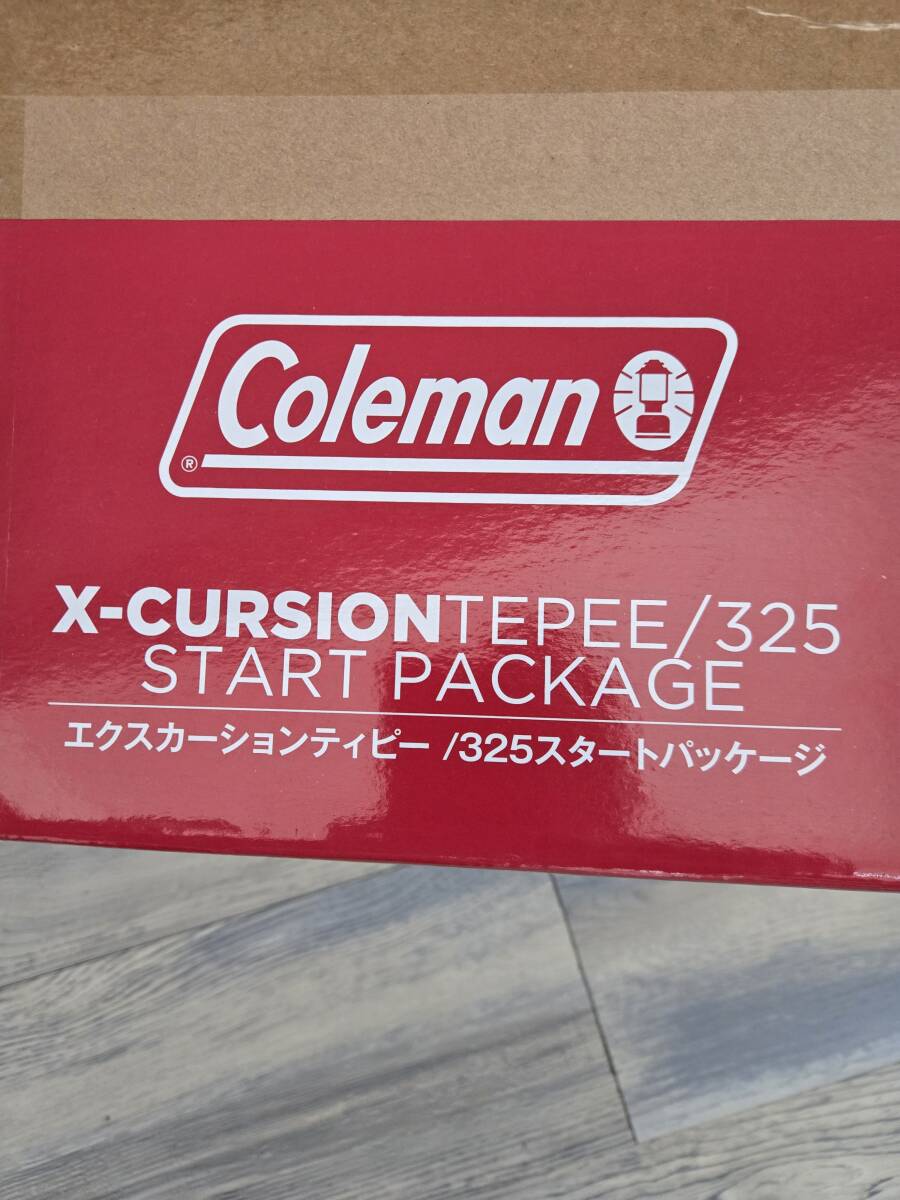 Coleman
®
X-CURSIONTEPEE/325
START PACKAGE
エクスカーションティピー /325スタートパッケージ